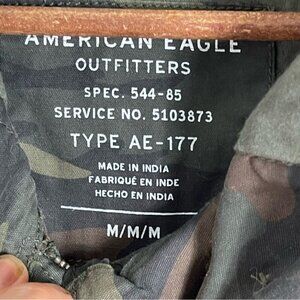 AMERICAN EAGLE
OUTFITTERS
SPEC. 544-85
SERVICE NO. 5103873
TYPE AE-177
MADE IN INDIA
FABRIQUÉ EN INDE
HECHO EN INDIA
M/M/M